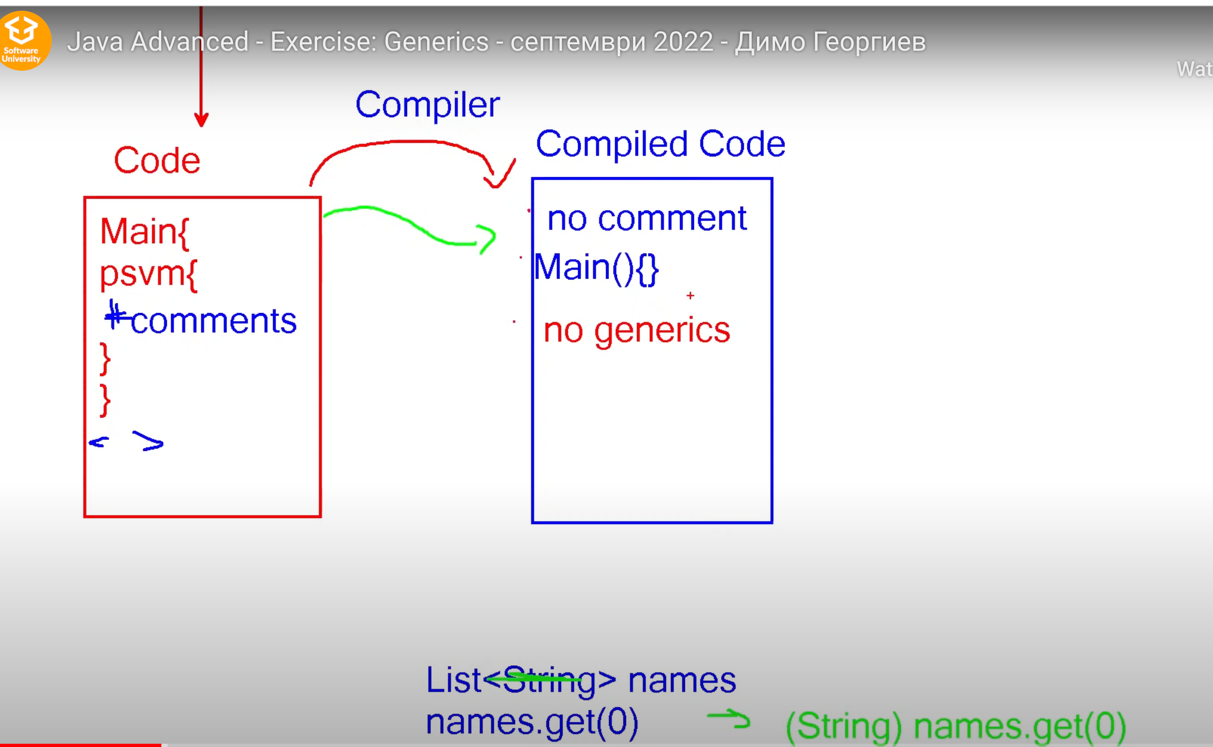 Software
University
Java Advanced - Exercise: Generics - септември 2022 - Димо Георгиев
Wat
Compiler
Compiled Code
Code
Main{
psvm{
#comments
}
}
< >
no comment
Main(){}
no generics
List<String> names
names.get(0)
(String) names.get(0)